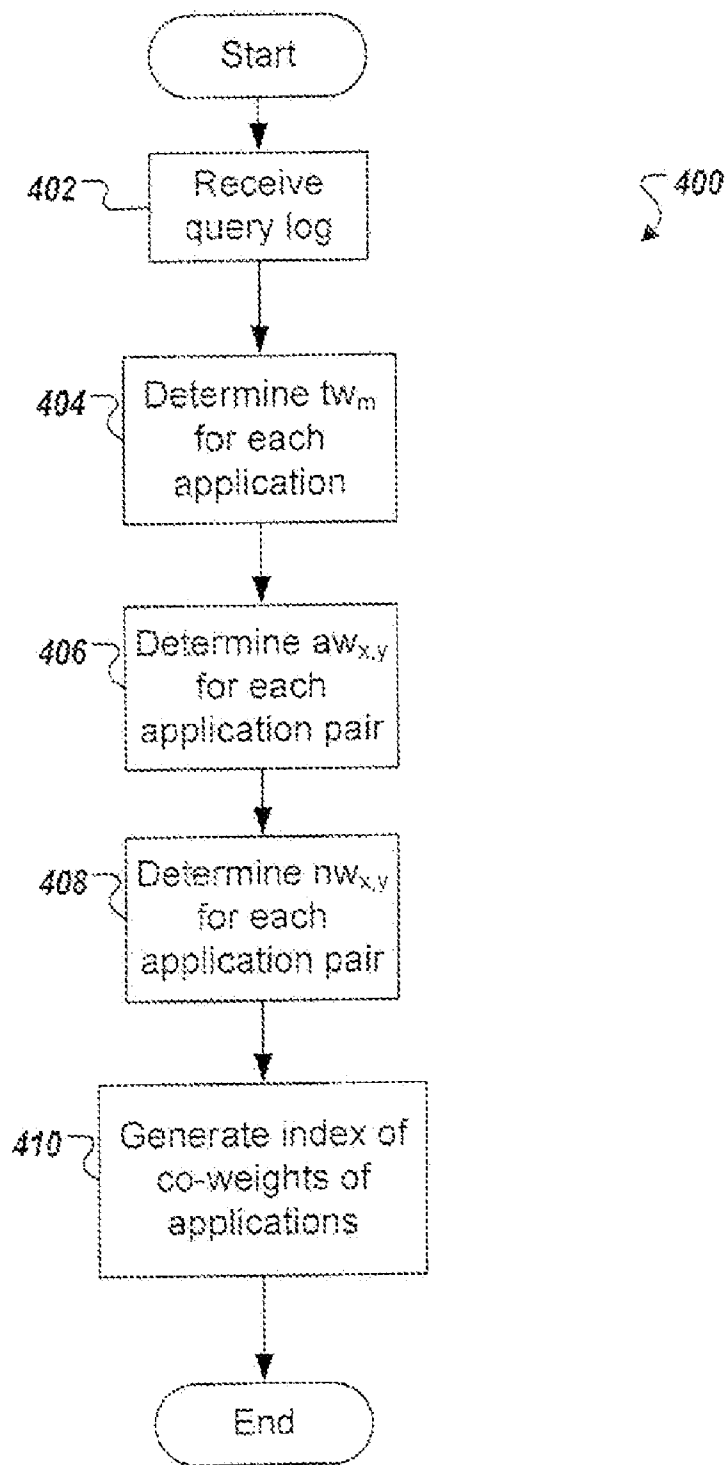 Start
402
Receive
query log
400
404
Determine twₘ
for each
application
406
Determine aw_x,y
for each
application pair
408
Determine nw_x,y
for each
application pair
410
Generate index of
co-weights of
applications
End